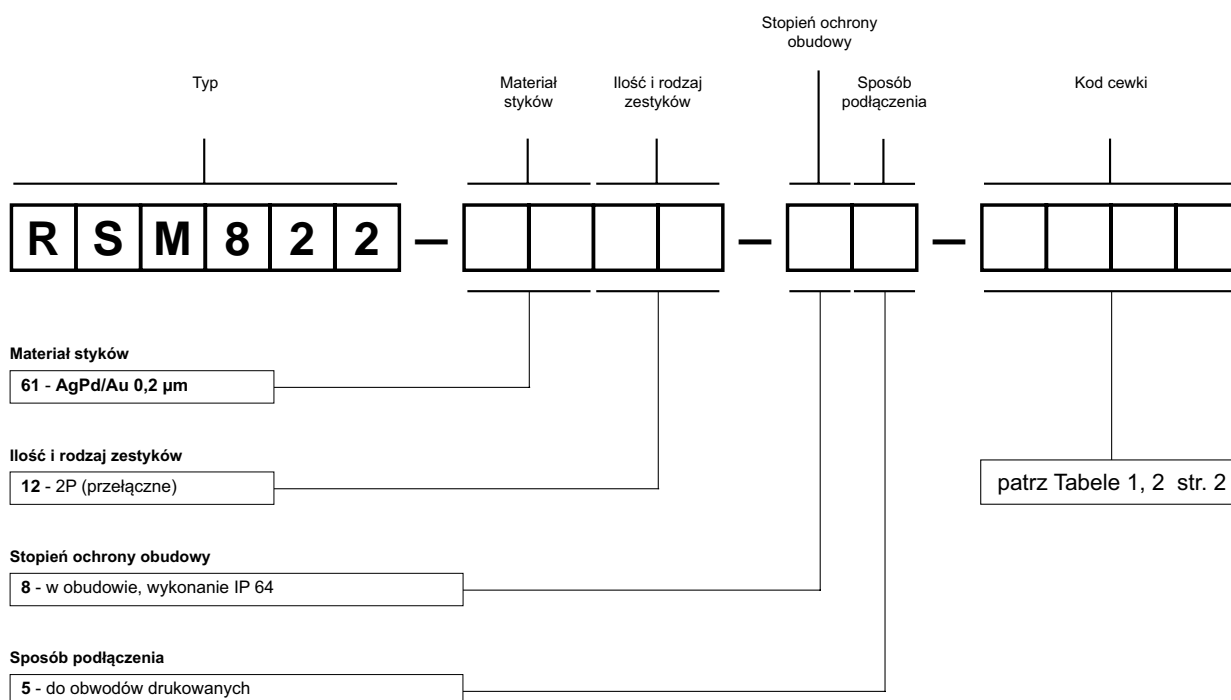 Stopień ochrony
obudowy
Typ
Materiał
styków
Ilość i rodzaj
zestyków
Sposób
podłączenia
Kod cewki
R S M 8 2 2 – – –
Materiał styków
61 - AgPd/Au 0,2 µm
Ilość i rodzaj zestyków
12 - 2P (przełączne)
patrz Tabele 1, 2 str. 2
Stopień ochrony obudowy
8 - w obudowie, wykonanie IP 64
Sposób podłączenia
5 - do obwodów drukowanych